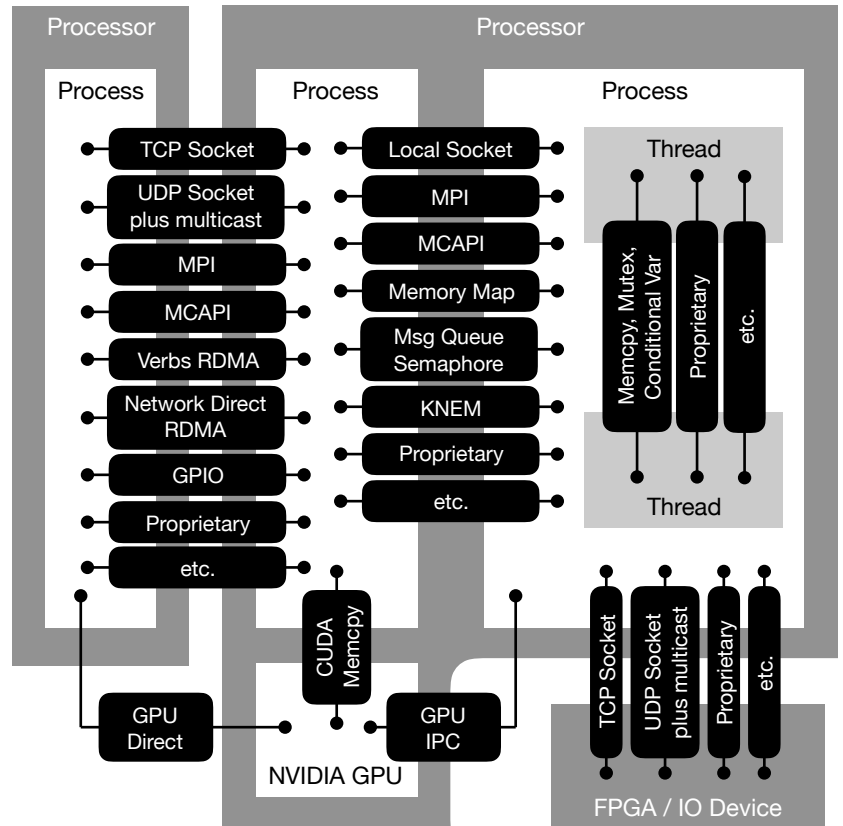 Processor
Processor
Process
Process
Process
TCP Socket
UDP Socket
plus multicast
MPI
MCAPI
Verbs RDMA
Network Direct
RDMA
GPIO
Proprietary
etc.
Local Socket
MPI
MCAPI
Memory Map
Msg Queue
Semaphore
KNEM
Proprietary
etc.
Thread
Memcpy, Mutex,
Conditional Var
Proprietary
etc.
Thread
CUDA
Memcpy
GPU
Direct
GPU
IPC
NVIDIA GPU
TCP Socket
UDP Socket
plus multicast
Proprietary
etc.
FPGA / IO Device